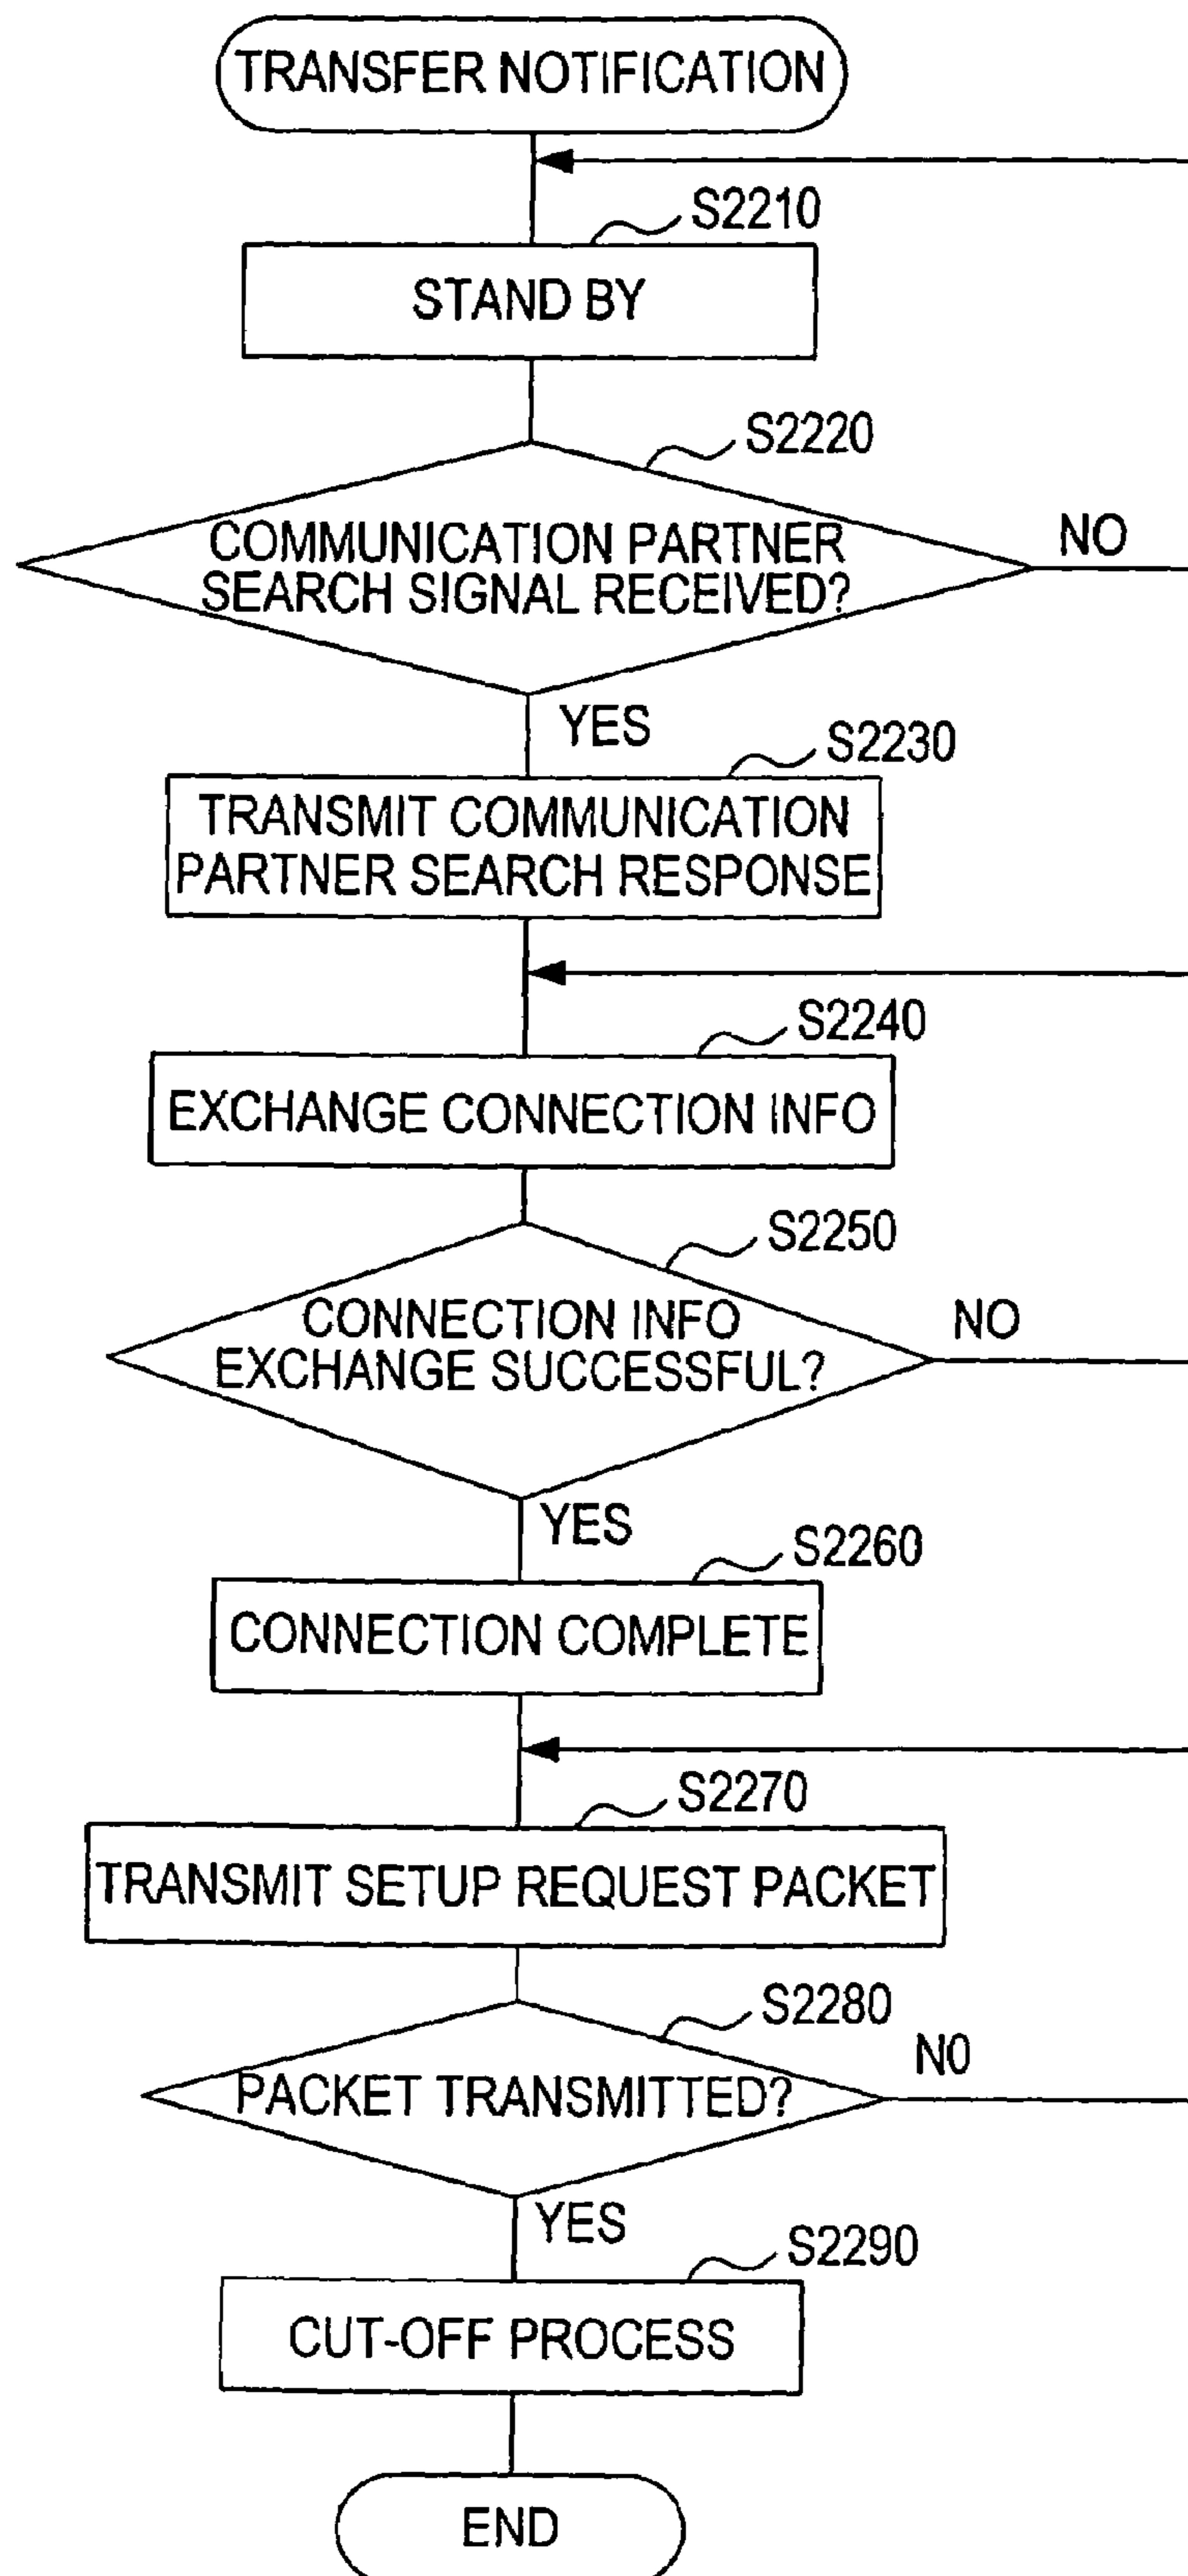 TRANSFER NOTIFICATION
S2210
STAND BY
S2220
COMMUNICATION PARTNER
SEARCH SIGNAL RECEIVED?
NO
YES
S2230
TRANSMIT COMMUNICATION
PARTNER SEARCH RESPONSE
S2240
EXCHANGE CONNECTION INFO
S2250
CONNECTION INFO
EXCHANGE SUCCESSFUL?
NO
YES
S2260
CONNECTION COMPLETE
S2270
TRANSMIT SETUP REQUEST PACKET
S2280
PACKET TRANSMITTED?
N0
YES
S2290
CUT-OFF PROCESS
END